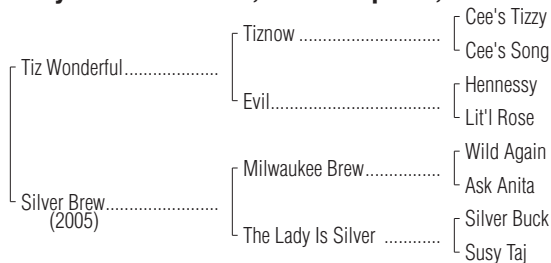 Cee's Tizzy
Tiznow ..............................
Cee's Song
Tiz Wonderful....................
Hennessy
Evil.....................................
Lit'l Rose
Wild Again
Milwaukee Brew................
Ask Anita
Silver Brew........................
(2005)
Silver Buck
The Lady Is Silver ............
Susy Taj